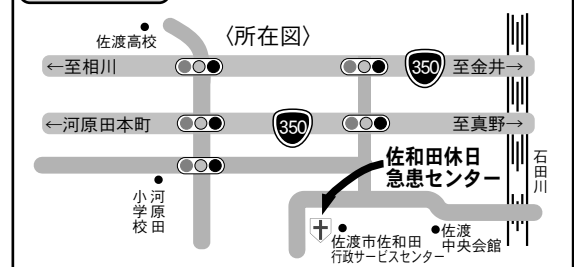 〈所在図〉
佐渡高校
←至相川
350
至金井→
←河原田本町
350
至真野→
佐和田休日
急患センター
石田川
河原田
小学校
佐渡市佐和田
行政サービスセンター
佐渡
中央会館